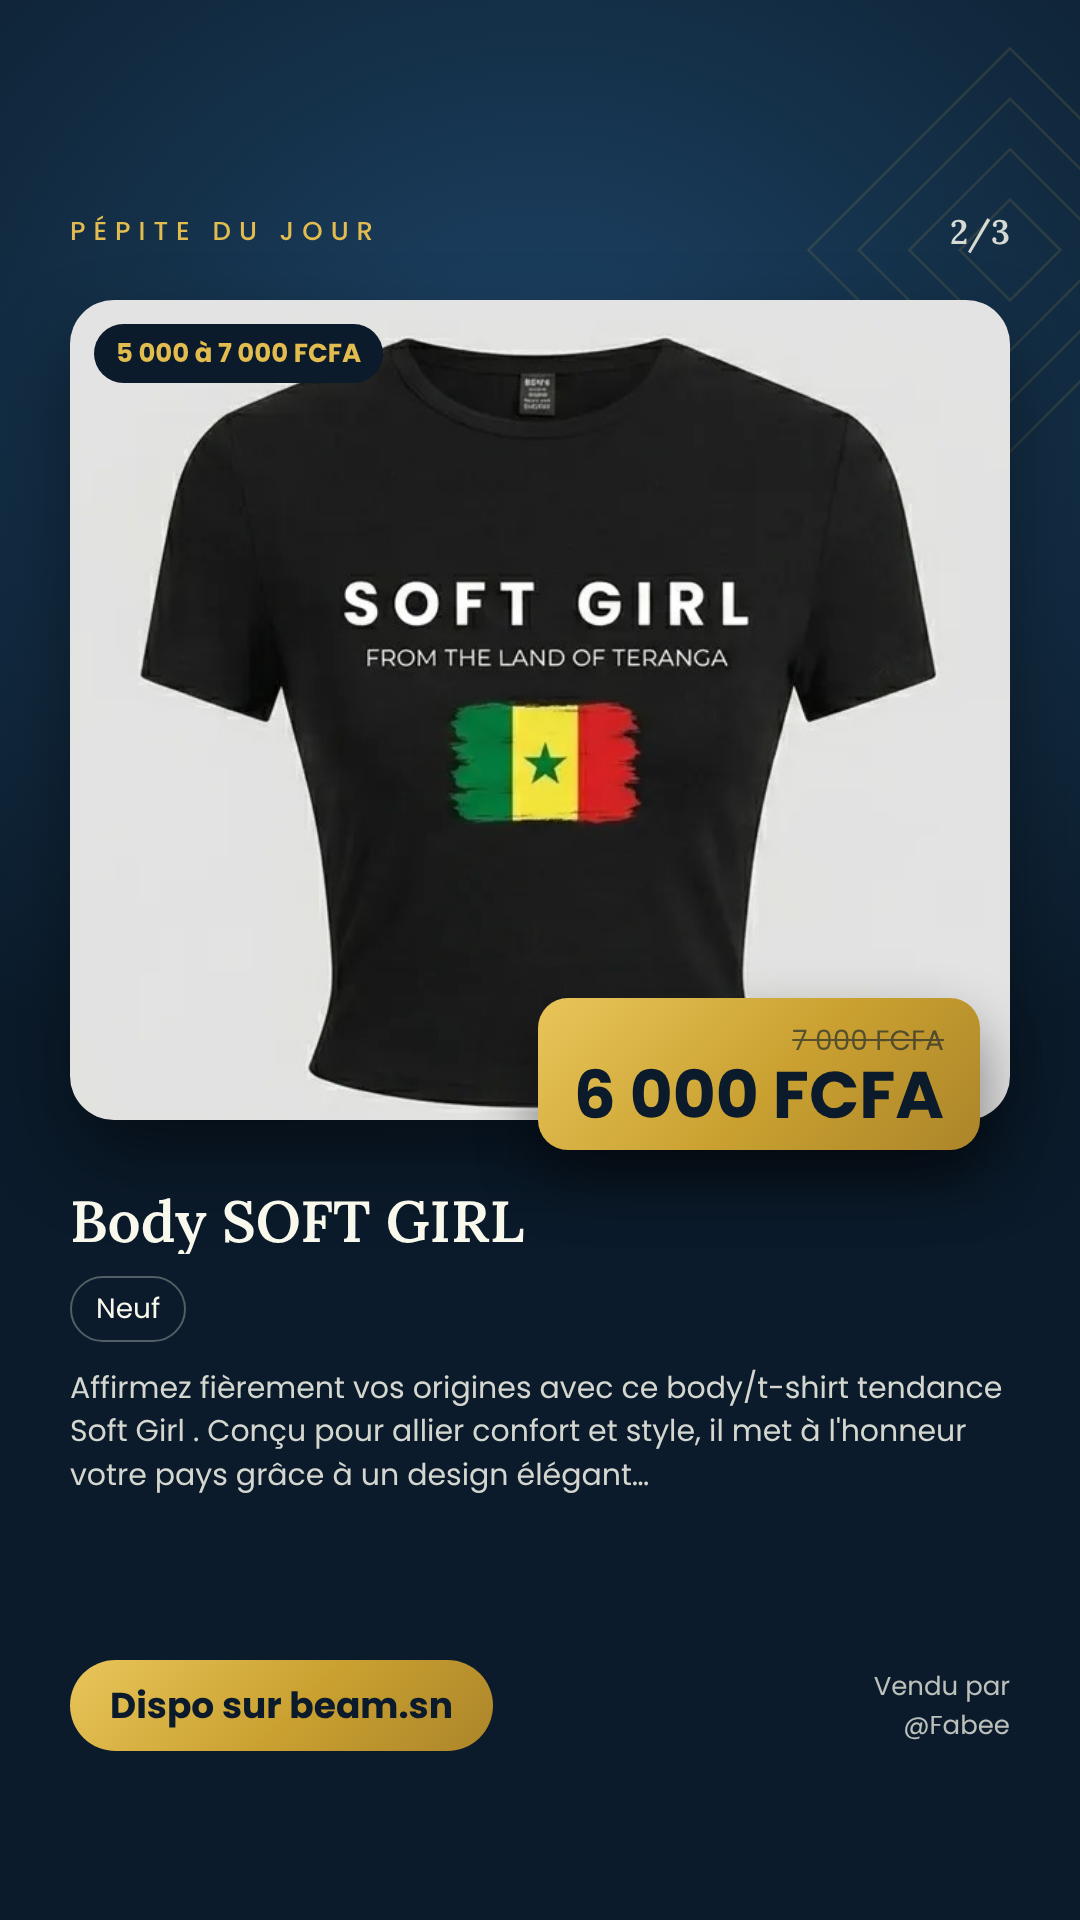 PÉPITE DU JOUR
2/3
5 000 à 7 000 FCFA
SOFT GIRL
FROM THE LAND OF TERANGA
7 000 FCFA
6 000 FCFA
Body SOFT GIRL
Neuf
Affirmez fièrement vos origines avec ce body/t-shirt tendance
Soft Girl . Conçu pour allier confort et style, il met à l'honneur
votre pays grâce à un design élégant...
Dispo sur beam.sn
Vendu par
@Fabee